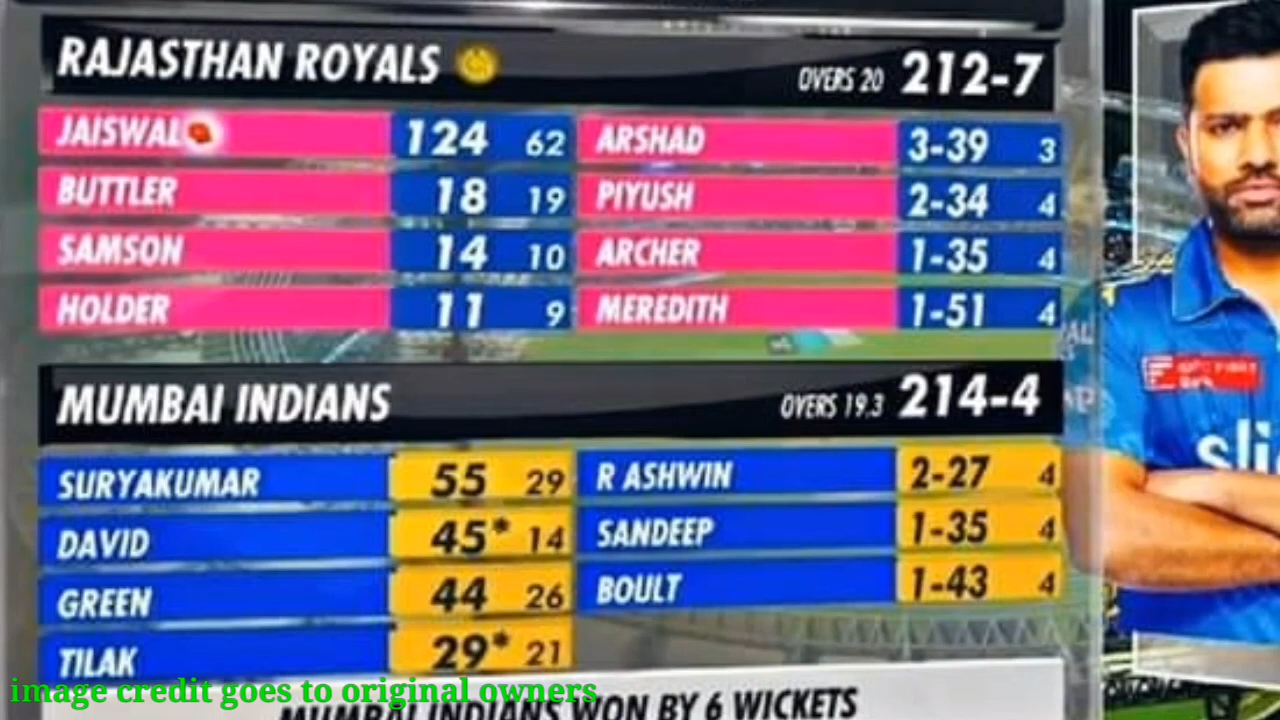 RAJASTHAN ROYALS OVERS 20 212-7
JAISWAL 124 62 ARSHAD 3-39 3
BUTTLER 18 19 PIYUSH 2-34 4
SAMSON 14 10 ARCHER 1-35 4
HOLDER 11 9 MEREDITH 1-51 4
MUMBAI INDIANS OVERS 19.3 214-4
SURYAKUMAR 55 29 R ASHWIN 2-27 4
DAVID 45* 14 SANDEEP 1-35 4
GREEN 44 26 BOULT 1-43 4
TILAK 29* 21
image credit goes to original owners
MUMBAI INDIANS WON BY 6 WICKETS
slic